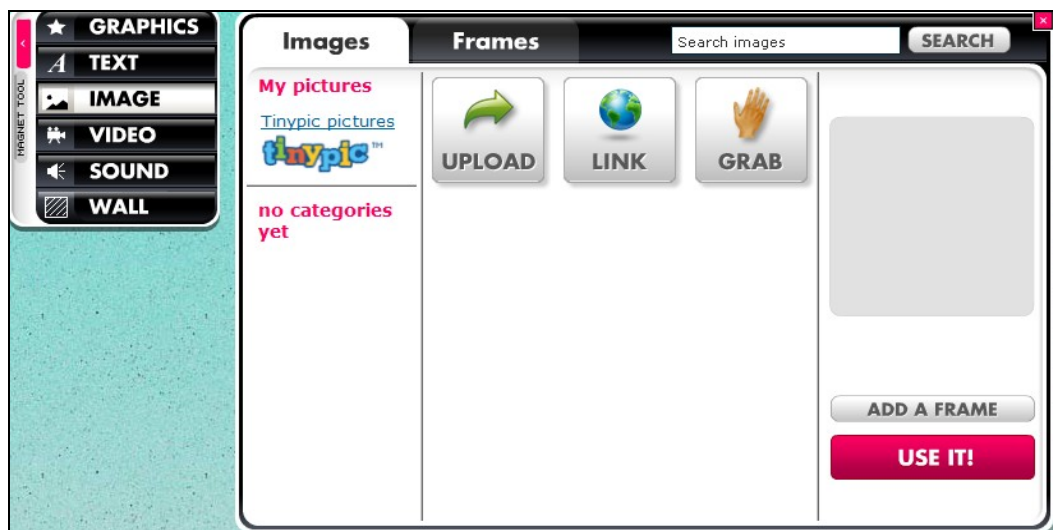 GRAPHICS
A TEXT
IMAGE
VIDEO
SOUND
WALL
MAGNET TOOL
Images
Frames
Search images
SEARCH
My pictures
Tinypic pictures
tinypic™
no categories
yet
UPLOAD
LINK
GRAB
ADD A FRAME
USE IT!